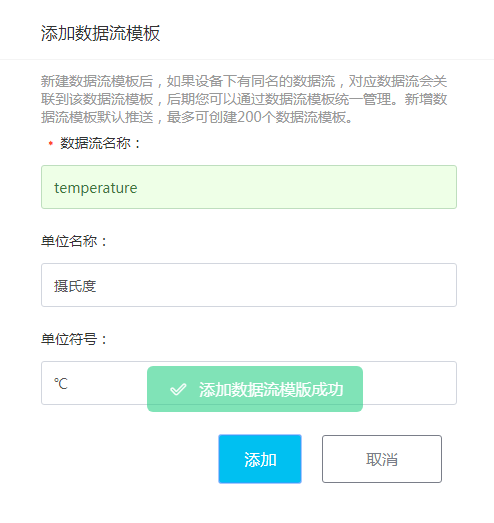 添加数据流模板
新建数据流模板后，如果设备下有同名的数据流，对应数据流会关
联到该数据流模板，后期您可以通过数据流模板统一管理。新增数
据流模板默认推送，最多可创建200个数据流模板。
• 数据流名称：
temperature
单位名称：
摄氏度
单位符号：
℃
添加数据流模版成功
添加
取消